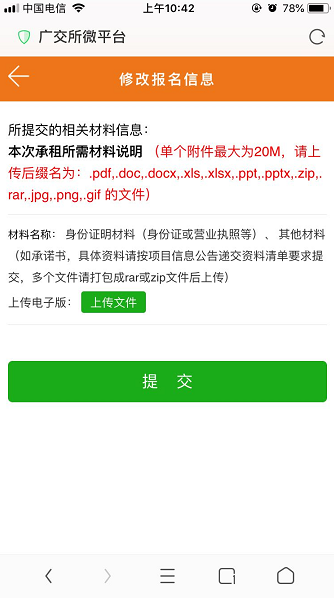 中国电信
上午10:42
78%
广交所微平台
修改报名信息
所提交的相关材料信息：
本次承租所需材料说明 （单个附件最大为20M，请上
传后缀名为：.pdf,.doc,.docx,.xls,.xlsx,.ppt,.pptx,.zip,.
rar,.jpg,.png,.gif 的文件）
材料名称： 身份证明材料（身份证或营业执照等）、 其他材料
（如承诺书，具体资料请按项目信息公告递交资料清单要求提
交，多个文件请打包成rar或zip文件后上传）
上传电子版： 上传文件
提 交